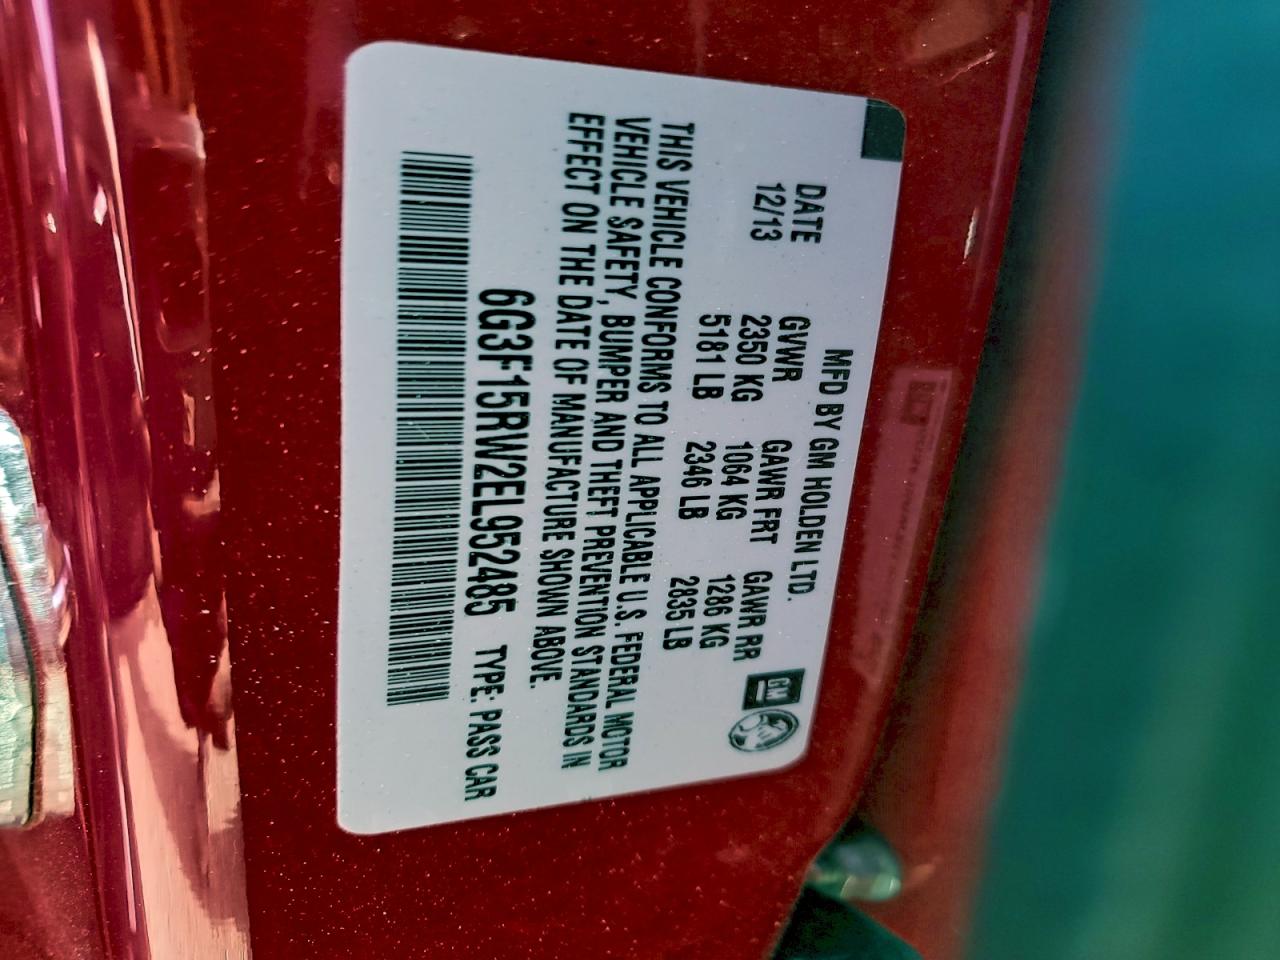 MFD BY GM HOLDEN LTD.
DATE GVWR GAWR FRT GAWR RR
12/13 2350 KG 1064 KG 1286 KG
5181 LB 2346 LB 2835 LB
THIS VEHICLE CONFORMS TO ALL APPLICABLE U.S. FEDERAL MOTOR
VEHICLE SAFETY, BUMPER AND THEFT PREVENTION STANDARDS IN
EFFECT ON THE DATE OF MANUFACTURE SHOWN ABOVE.
6G3F15RW2EL952485 TYPE: PASS CAR
GM